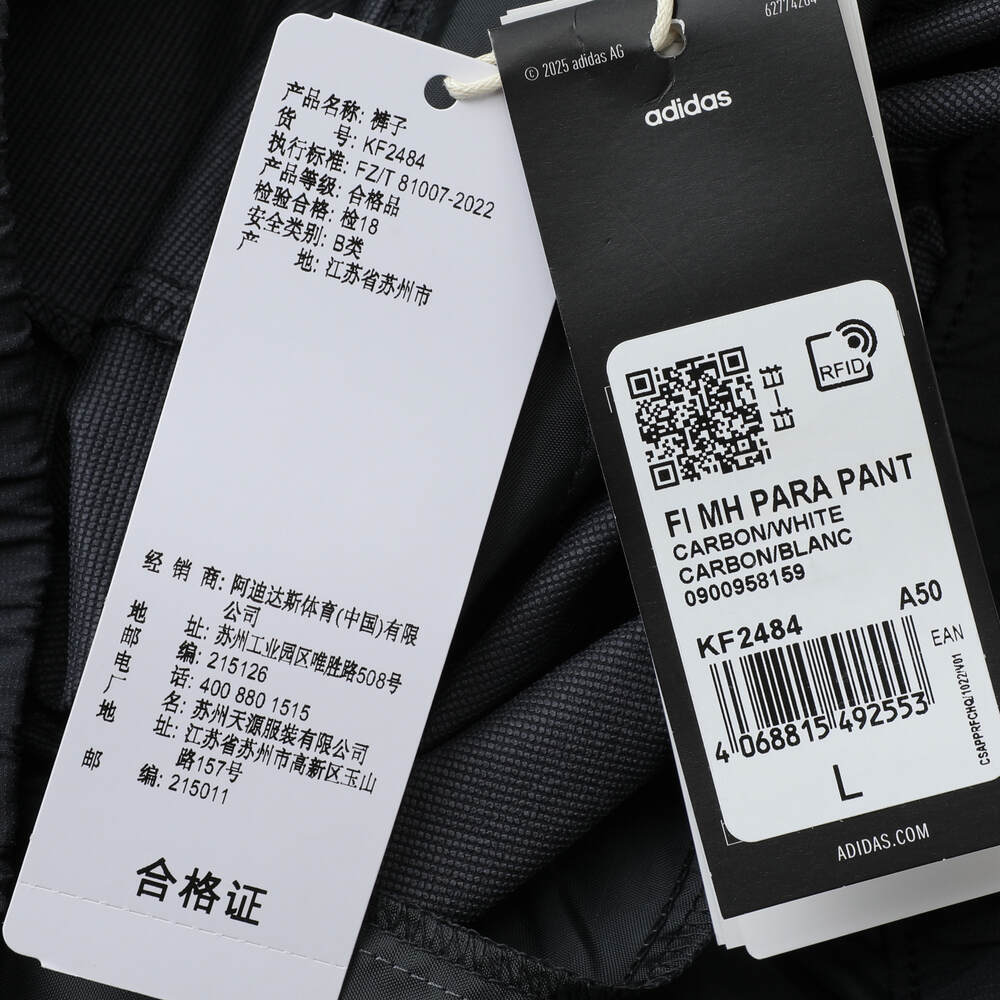 产品名称: 裤子
货 号: KF2484
执行标准: FZ/T 81007-2022
产品等级: 合格品
检验合格: 检18
安全类别: B类
产 地: 江苏省苏州市
经 销 商: 阿迪达斯体育(中国)有限
公司
地 址: 苏州工业园区唯胜路508号
邮 编: 215126
电 话: 400 880 1515
厂 名: 苏州天源服装有限公司
地 址: 江苏省苏州市高新区玉山
路157号
邮 编: 215011
合格证
© 2025 adidas AG
adidas
扫一扫
RFID
FI MH PARA PANT
CARBON/WHITE
CARBON/BLANC
0900958159
KF2484 A50
EAN
4 068815 492553
L
ADIDAS.COM